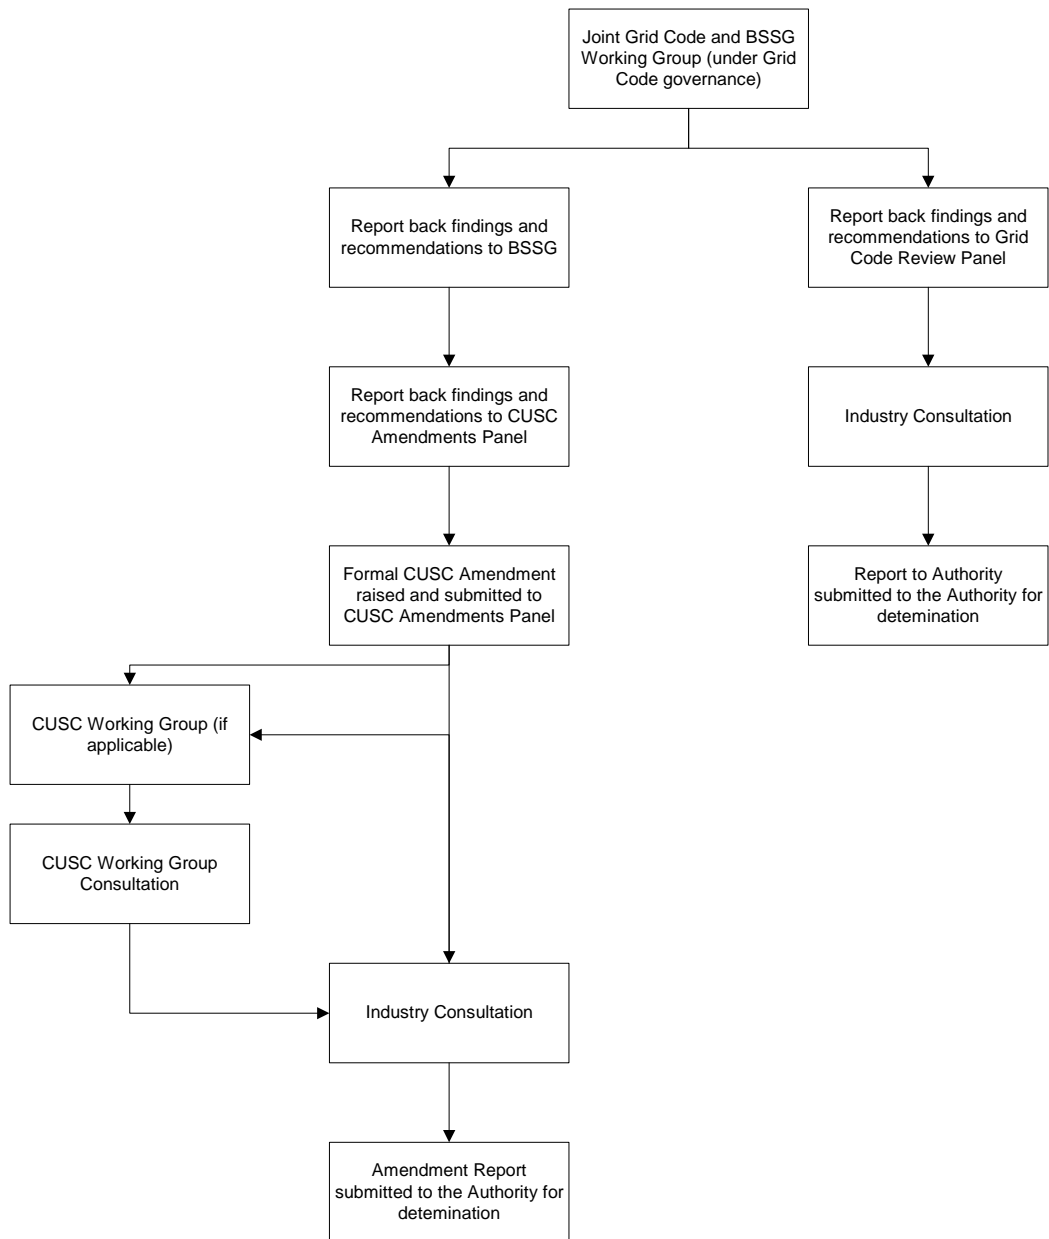 Joint Grid Code and BSSG
Working Group (under Grid
Code governance)
Report back findings and
recommendations to BSSG
Report back findings and
recommendations to Grid
Code Review Panel
Report back findings and
recommendations to CUSC
Amendments Panel
Industry Consultation
Formal CUSC Amendment
raised and submitted to
CUSC Amendments Panel
Report to Authority
submitted to the Authority for
detemination
CUSC Working Group (if
applicable)
CUSC Working Group
Consultation
Industry Consultation
Amendment Report
submitted to the Authority for
detemination